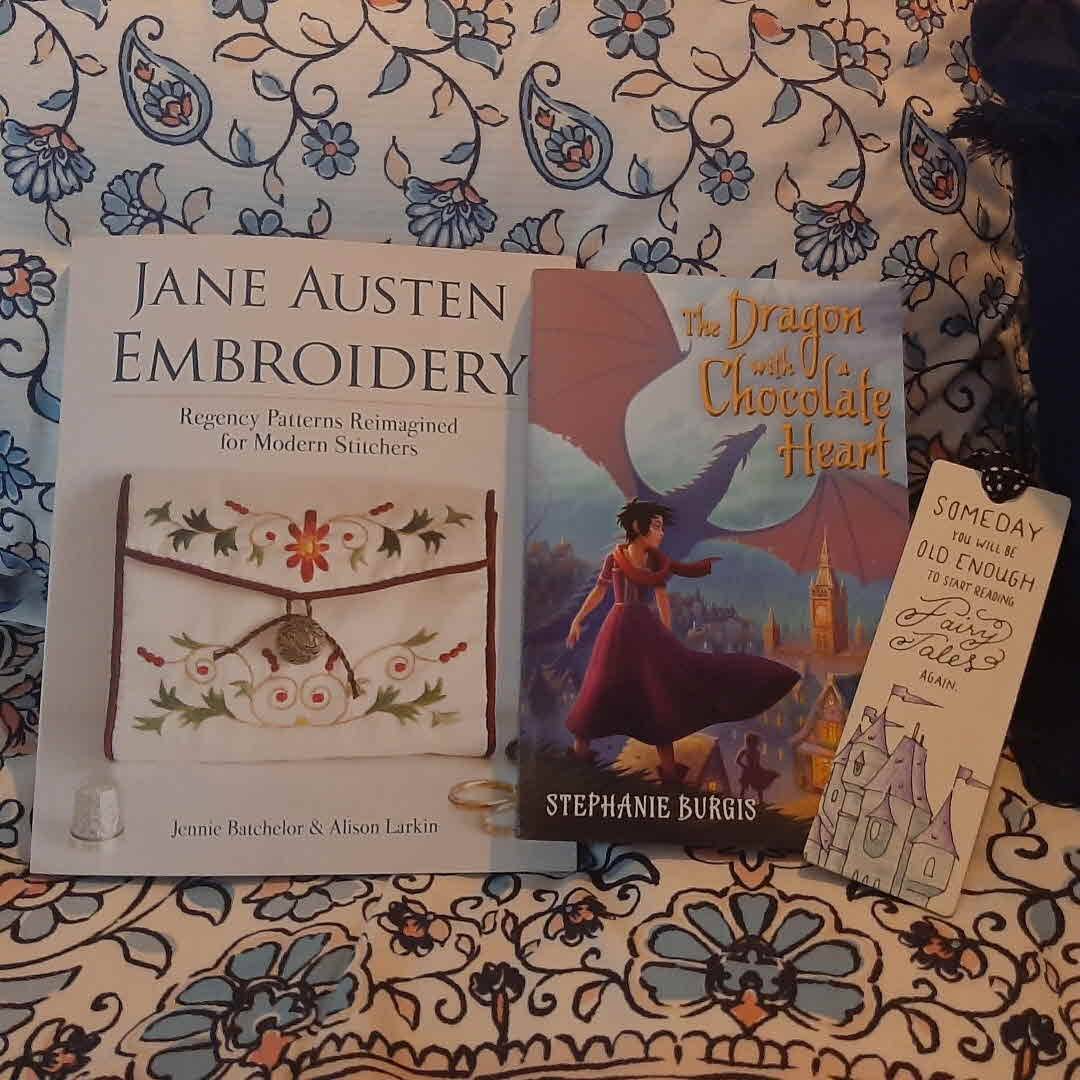 JANE AUSTEN
EMBROIDERY
Regency Patterns Reimagined
for Modern Stitchers
Jennie Batchelor & Alison Larkin
The Dragon
with a
Chocolate
Heart
STEPHANIE BURGIS
SOMEDAY
YOU WILL BE
OLD ENOUGH
TO START READING
Fairy
Tales
AGAIN.